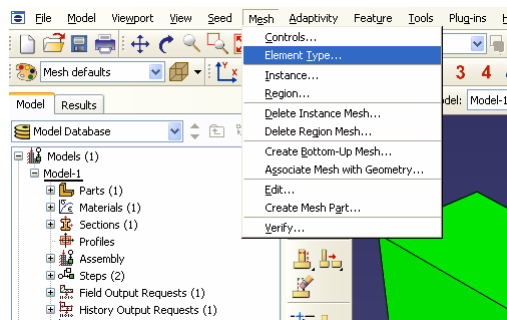 File Model Viewport View Seed Mesh Adaptivity Feature Tools Plug-ins
Controls...
Mesh defaults
Element Type...
Instance...
3 4
Region...
Model Results
del: Model-1
Delete Instance Mesh...
Model Database
Delete Region Mesh...
Models (1)
Create Bottom-Up Mesh...
Model-1
Associate Mesh with Geometry...
Parts (1)
Edit...
Materials (1)
Create Mesh Part...
Sections (1)
Verify...
Profiles
Assembly
Steps (2)
Field Output Requests (1)
History Output Requests (1)